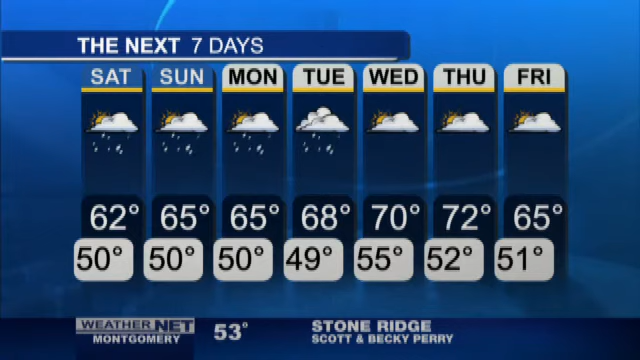 THE NEXT 7 DAYS
SAT SUN MON TUE WED THU FRI
62° 65° 65° 68° 70° 72° 65°
50° 50° 50° 49° 55° 52° 51°
WEATHER NET 53° STONE RIDGE
MONTGOMERY SCOTT & BECKY PERRY